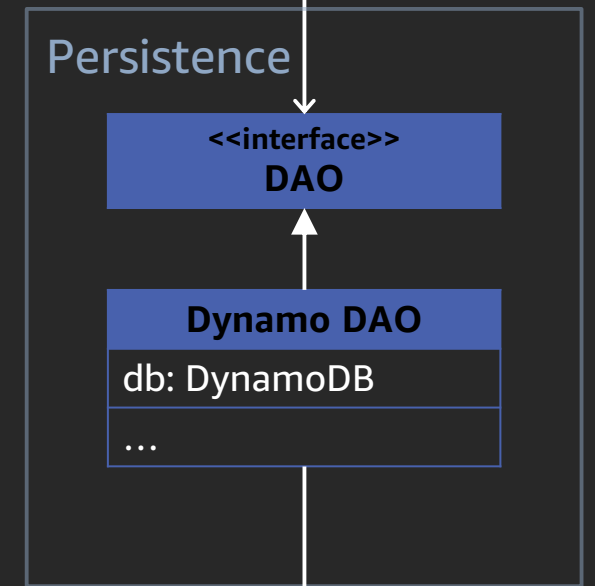 Persistence
<<interface>>
DAO
Dynamo DAO
db: DynamoDB
…